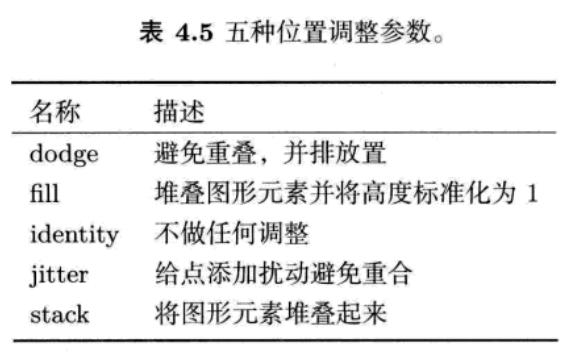 表 4.5 五种位置调整参数。
名称 描述
dodge 避免重叠，并排放置
fill 堆叠图形元素并将高度标准化为 1
identity 不做任何调整
jitter 给点添加扰动避免重合
stack 将图形元素堆叠起来